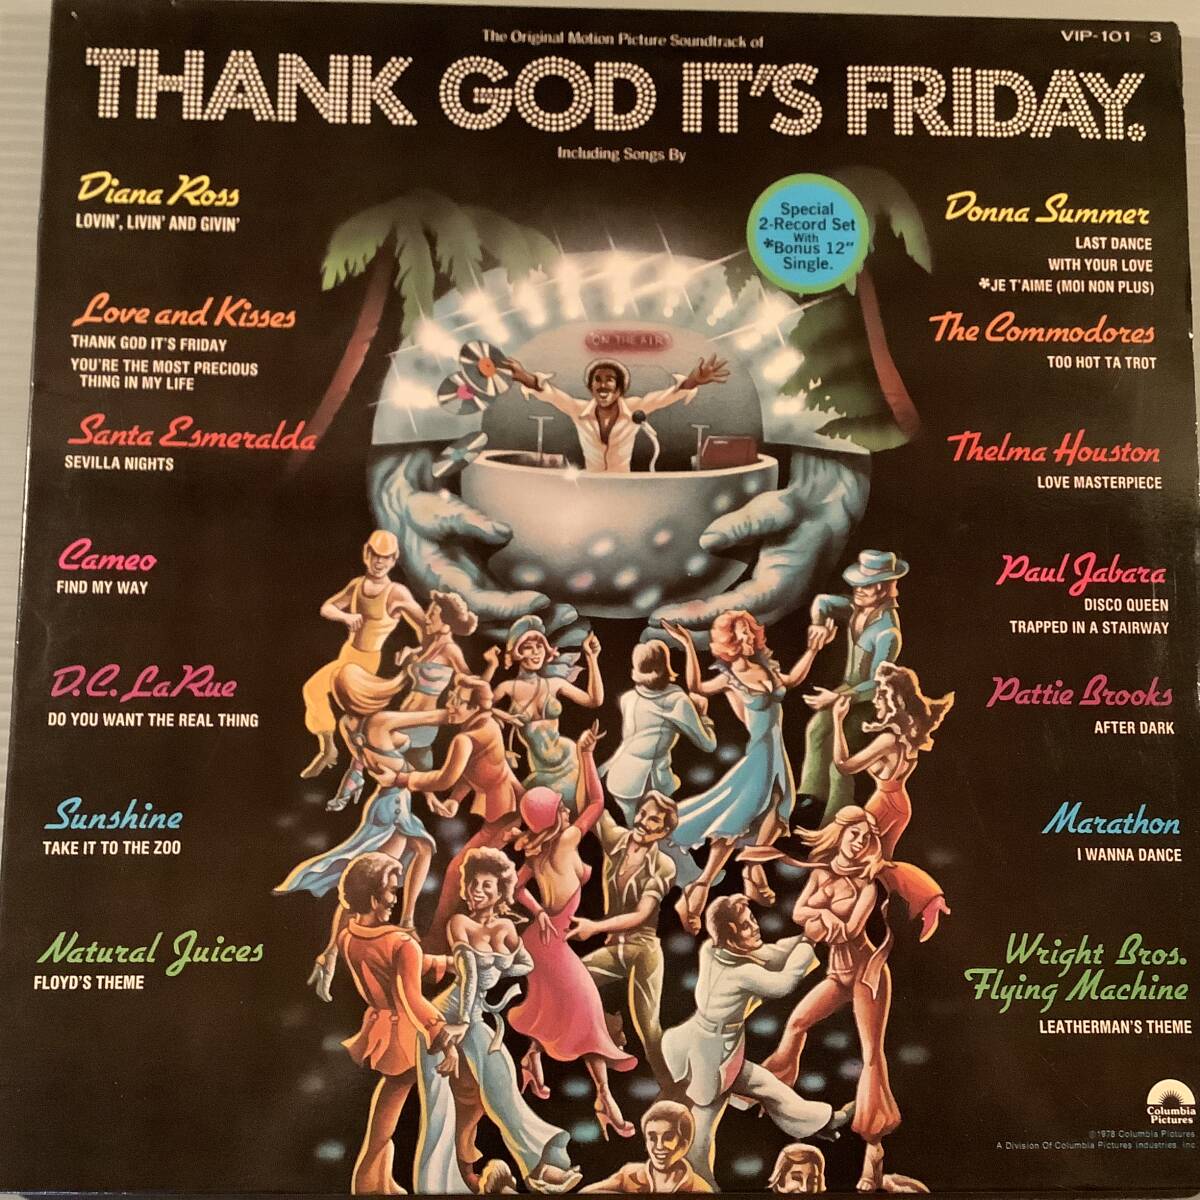 The Original Motion Picture Soundtrack of
VIP-101 3
THANK GOD IT'S FRIDAY.
Including Songs By
Diana Ross
LOVIN', LIVIN' AND GIVIN'
Love and Kisses
THANK GOD IT'S FRIDAY
YOU'RE THE MOST PRECIOUS
THING IN MY LIFE
Santa Esmeralda
SEVILLA NIGHTS
Cameo
FIND MY WAY
D.C. LaRue
DO YOU WANT THE REAL THING
Sunshine
TAKE IT TO THE ZOO
Natural Juices
FLOYD'S THEME
Special
2-Record Set
With
*Bonus 12"
Single.
ON THE AIR
Donna Summer
LAST DANCE
WITH YOUR LOVE
*JE T'AIME (MOI NON PLUS)
The Commodores
TOO HOT TA TROT
Thelma Houston
LOVE MASTERPIECE
Paul Jabara
DISCO QUEEN
TRAPPED IN A STAIRWAY
Pattie Brooks
AFTER DARK
Marathon
I WANNA DANCE
Wright Bros.
Flying Machine
LEATHERMAN'S THEME
Columbia
Pictures
©1978 Columbia Pictures
A Division Of Columbia Pictures Industries, Inc